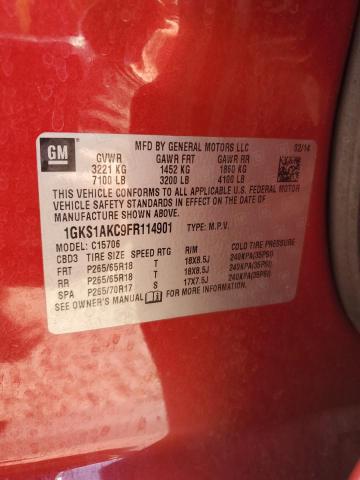 GM
MFD BY GENERAL MOTORS LLC 02/14
GVWR GAWR FRT GAWR RR
3221 KG 1452 KG 1860 KG
7100 LB 3200 LB 4100 LB
THIS VEHICLE CONFORMS TO ALL APPLICABLE U.S. FEDERAL MOTOR
VEHICLE SAFETY STANDARDS IN EFFECT ON THE DATE OF
MANUFACTURE SHOWN ABOVE.
1GKS1AKC9FR114901 TYPE: M.P.V.
MODEL: C15706
CBD3 TIRE SIZE SPEED RTG R/M COLD TIRE PRESSURE
FRT P265/65R18 T 18X8.5J 240KPA(35PSI)
RR P265/65R18 T 18X8.5J 240KPA(35PSI)
SPA P265/70R17 S 17X7.5J 240KPA(35PSI)
SEE OWNER'S MANUAL FOR ADDITIONAL INFORMATION.